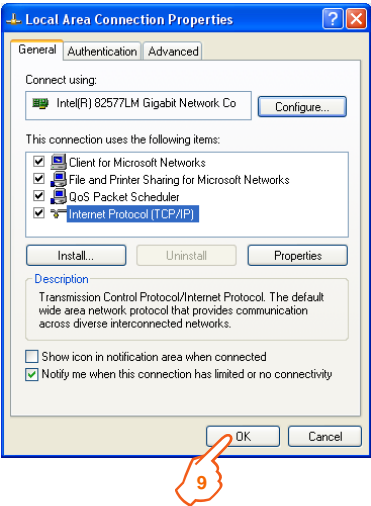 Local Area Connection Properties
General Authentication Advanced
Connect using:
Intel(R) 82577LM Gigabit Network Co
Configure...
This connection uses the following items:
Client for Microsoft Networks
File and Printer Sharing for Microsoft Networks
QoS Packet Scheduler
Internet Protocol (TCP/IP)
Install... Uninstall Properties
Description
Transmission Control Protocol/Internet Protocol. The default
wide area network protocol that provides communication
across diverse interconnected networks.
Show icon in notification area when connected
Notify me when this connection has limited or no connectivity
OK Cancel
9